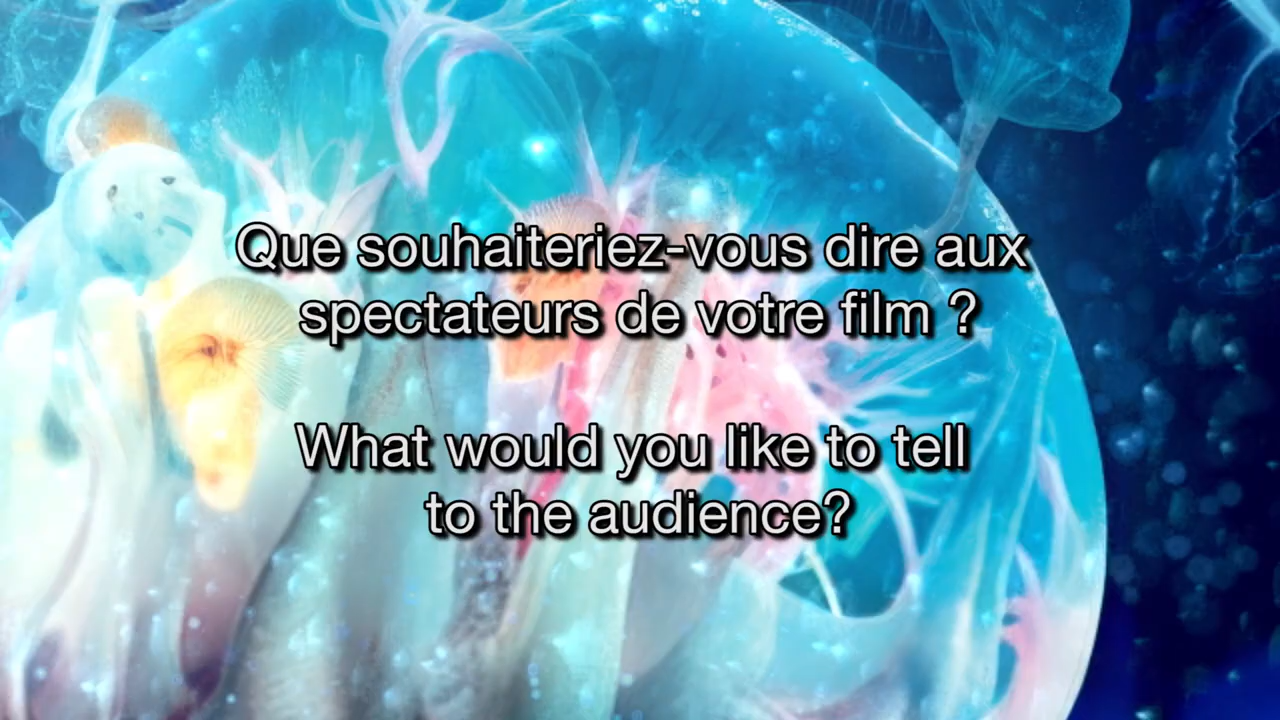 Que souhaiteriez-vous dire aux
spectateurs de votre film ?
What would you like to tell
to the audience?